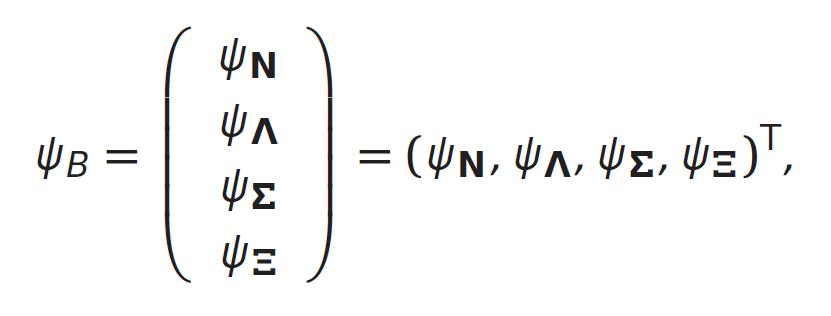 ψ_B = ( ψ_𝐍 ψ_𝚲 ψ_𝚺 ψ_𝚵 ) = (ψ_𝐍, ψ_𝚲, ψ_𝚺, ψ_𝚵)^T,